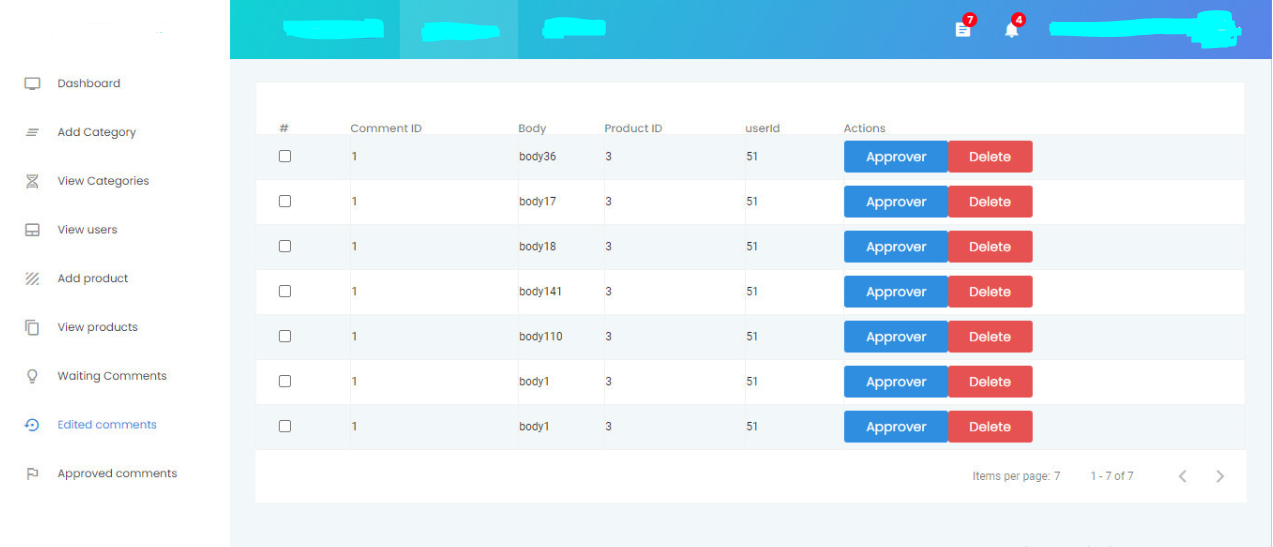 7 4
Dashboard
Add Category
View Categories
View users
Add product
View products
Waiting Comments
Edited comments
Approved comments
# Comment ID Body Product ID userId Actions
1 body36 3 51 Approver Delete
1 body17 3 51 Approver Delete
1 body18 3 51 Approver Delete
1 body141 3 51 Approver Delete
1 body110 3 51 Approver Delete
1 body1 3 51 Approver Delete
1 body1 3 51 Approver Delete
Items per page: 7 1 - 7 of 7